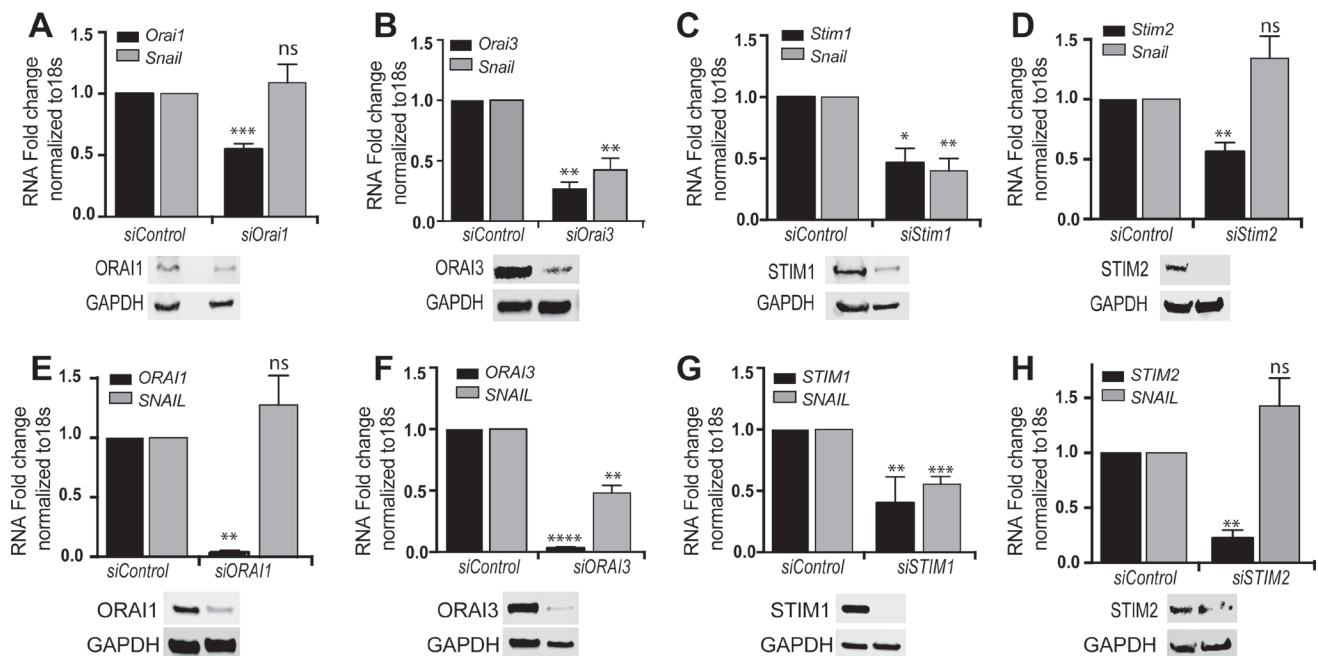 A
RNA Fold change
normalized to18s
1.5
1.0
0.5
0.0
Orai1
Snail
***
ns
siControl
siOrai1
ORAI1
GAPDH
B
RNA Fold change
normalized to18s
1.5
1.0
0.5
0.0
Orai3
Snail
**
**
siControl
siOrai3
ORAI3
GAPDH
C
RNA Fold change
normalized to18s
1.5
1.0
0.5
0.0
Stim1
Snail
*
**
siControl
siStim1
STIM1
GAPDH
D
RNA Fold change
normalized to18s
1.5
1.0
0.5
0.0
Stim2
Snail
**
ns
siControl
siStim2
STIM2
GAPDH
E
RNA Fold change
normalized to18s
1.5
1.0
0.5
0.0
ORAI1
SNAIL
**
ns
siControl
siORAI1
ORAI1
GAPDH
F
RNA Fold change
normalized to18s
1.5
1.0
0.5
0.0
ORAI3
SNAIL
****
**
siControl
siORAI3
ORAI3
GAPDH
G
RNA Fold change
normalized to18s
1.5
1.0
0.5
0.0
STIM1
SNAIL
**
***
siControl
siSTIM1
STIM1
GAPDH
H
RNA Fold change
normalized to18s
1.5
1.0
0.5
0.0
STIM2
SNAIL
**
ns
siControl
siSTIM2
STIM2
GAPDH